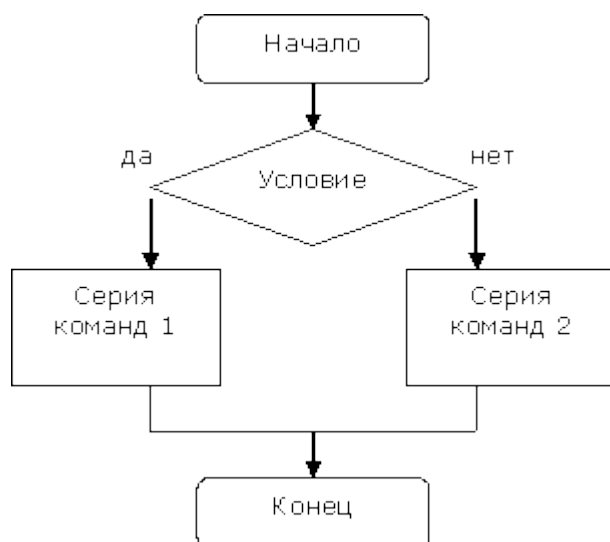 Начало
да
нет
Условие
Серия
команд 1
Серия
команд 2
Конец